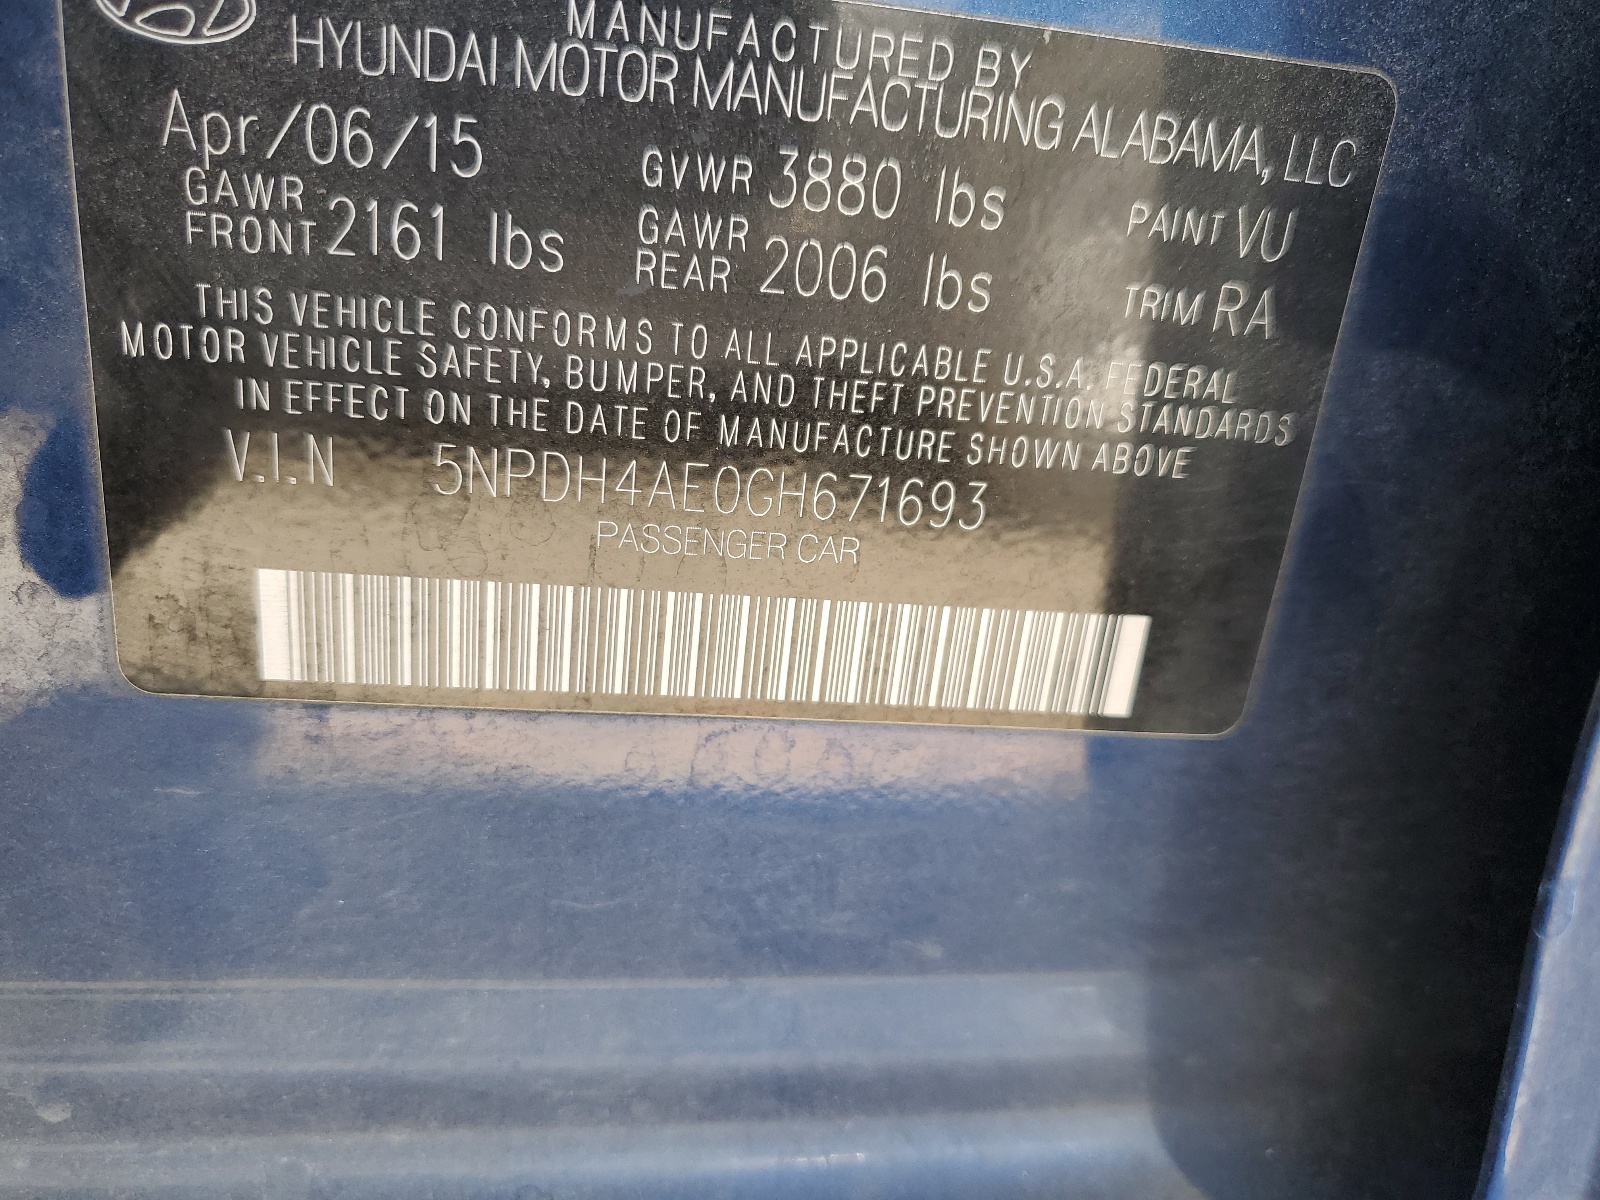 MANUFACTURED BY
HYUNDAI MOTOR MANUFACTURING ALABAMA, LLC
Apr/06/15 GVWR 3880 lbs PAINT VU
GAWR FRONT 2161 lbs GAWR REAR 2006 lbs TRIM RA
THIS VEHICLE CONFORMS TO ALL APPLICABLE U.S.A. FEDERAL
MOTOR VEHICLE SAFETY, BUMPER, AND THEFT PREVENTION STANDARDS
IN EFFECT ON THE DATE OF MANUFACTURE SHOWN ABOVE
V.I.N 5NPDH4AE0GH671693
PASSENGER CAR